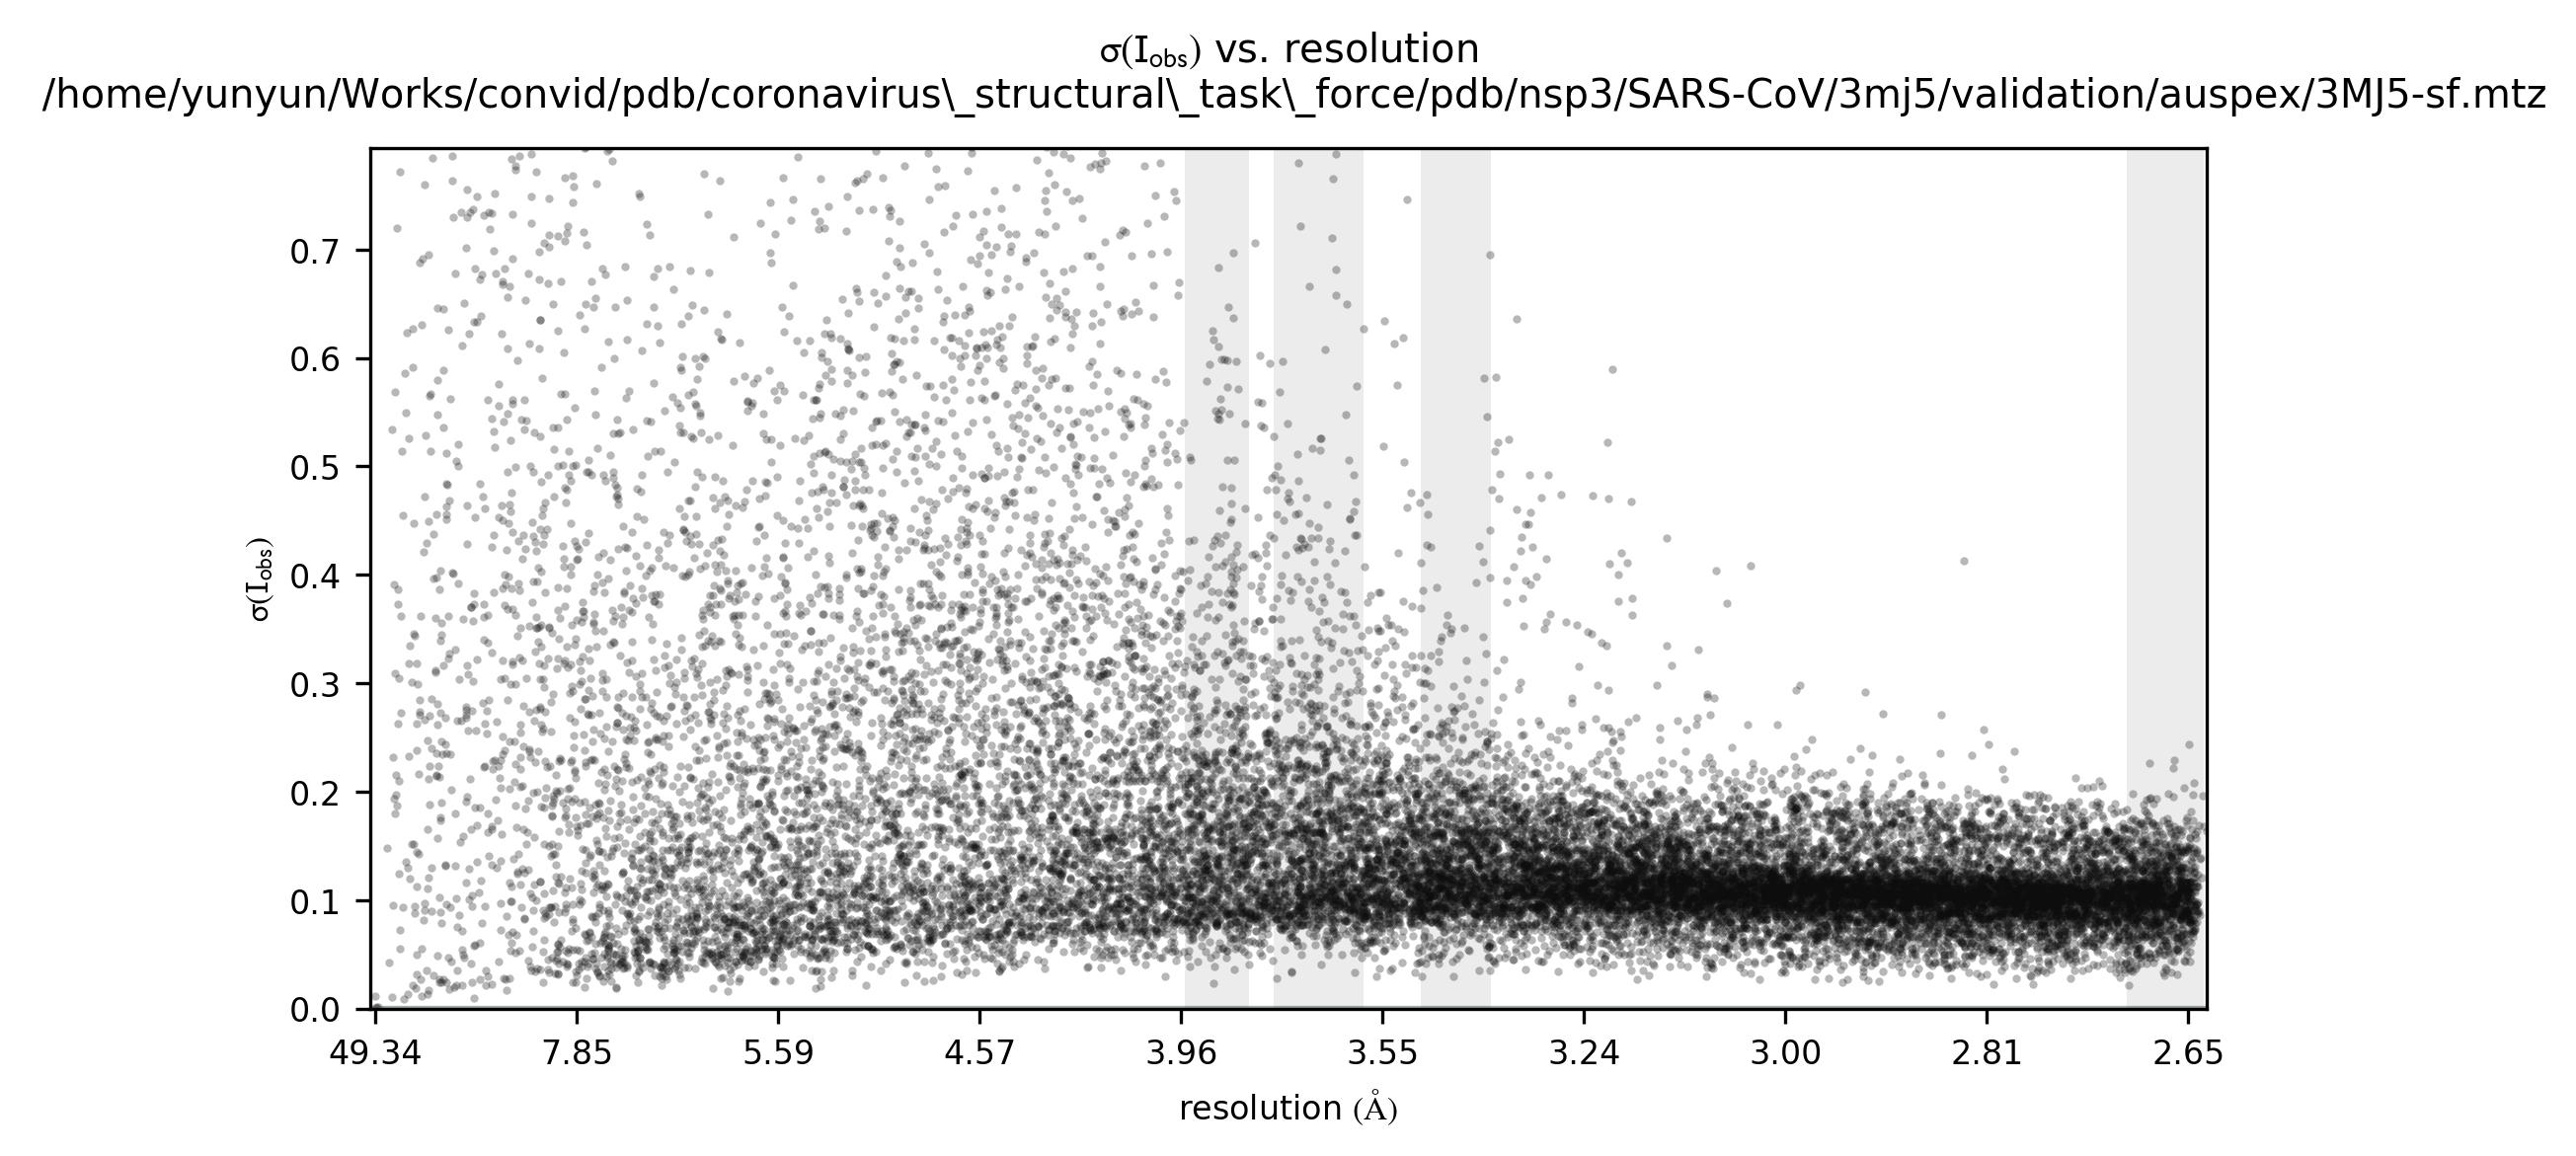 σ(I_obs) vs. resolution
/home/yunyun/Works/convid/pdb/coronavirus\_structural\_task\_force/pdb/nsp3/SARS-CoV/3mj5/validation/auspex/3MJ5-sf.mtz
0.7
0.6
0.5
0.4
0.3
0.2
0.1
0.0
σ(I_obs)
49.34 7.85 5.59 4.57 3.96 3.55 3.24 3.00 2.81 2.65
resolution (Å)